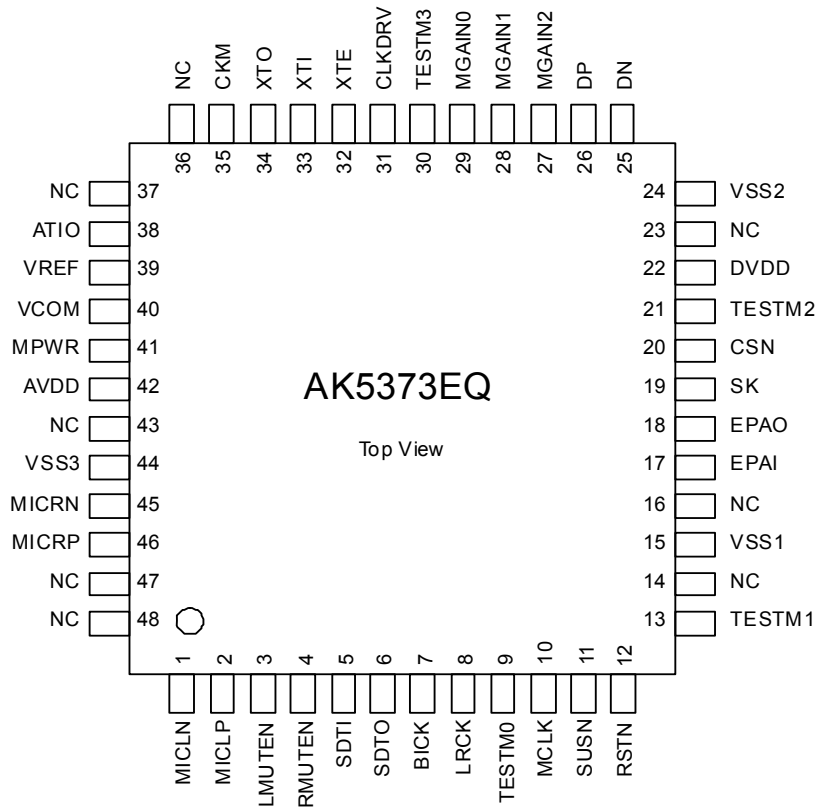 NC
CKM
XTO
XTI
XTE
CLKDRV
TESTM3
MGAIN0
MGAIN1
MGAIN2
DP
DN
36
35
34
33
32
31
30
29
28
27
26
25
NC 37
ATIO 38
VREF 39
VCOM 40
MPWR 41
AVDD 42
NC 43
VSS3 44
MICRN 45
MICRP 46
NC 47
NC 48
AK5373EQ
Top View
24 VSS2
23 NC
22 DVDD
21 TESTM2
20 CSN
19 SK
18 EPAO
17 EPAI
16 NC
15 VSS1
14 NC
13 TESTM1
1
2
3
4
5
6
7
8
9
10
11
12
MICLN
MICLP
LMUTEN
RMUTEN
SDTI
SDTO
BICK
LRCK
TESTM0
MCLK
SUSN
RSTN